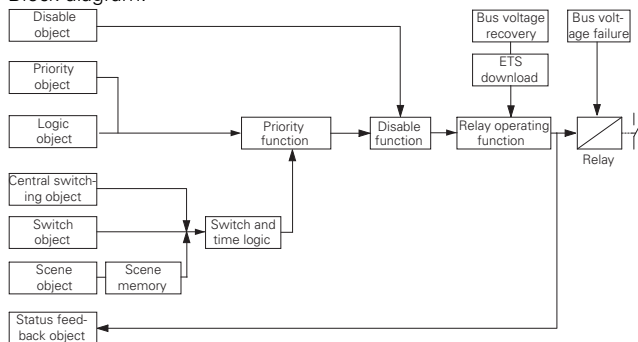 Block diagram:
Disable
object
Bus voltage
recovery
Bus volt-
age failure
Priority
object
ETS
download
Logic
object
Priority
function
Disable
function
Relay operating
function
Relay
Central switch-
ing object
Switch
object
Switch and
time logic
Scene
object
Scene
memory
Status feed-
back object